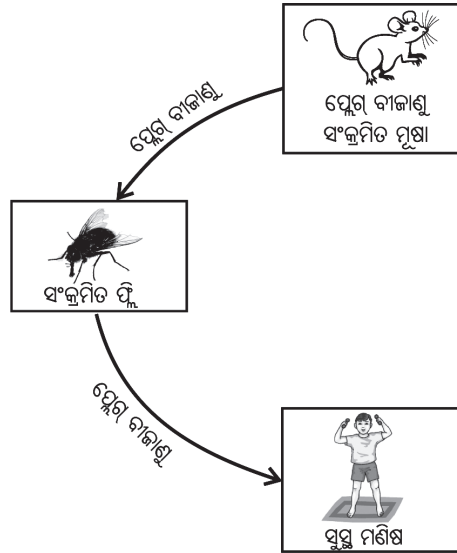 ପ୍ଲେଗ୍ ବୀଜାଣୁ
ସଂକ୍ରମିତ ମୂଷା
ପ୍ଲେଗ୍ ବୀଜାଣୁ
ସଂକ୍ରମିତ ଫ୍ଲି
ପ୍ଲେଗ୍ ବୀଜାଣୁ
ସୁସ୍ଥ ମଣିଷ